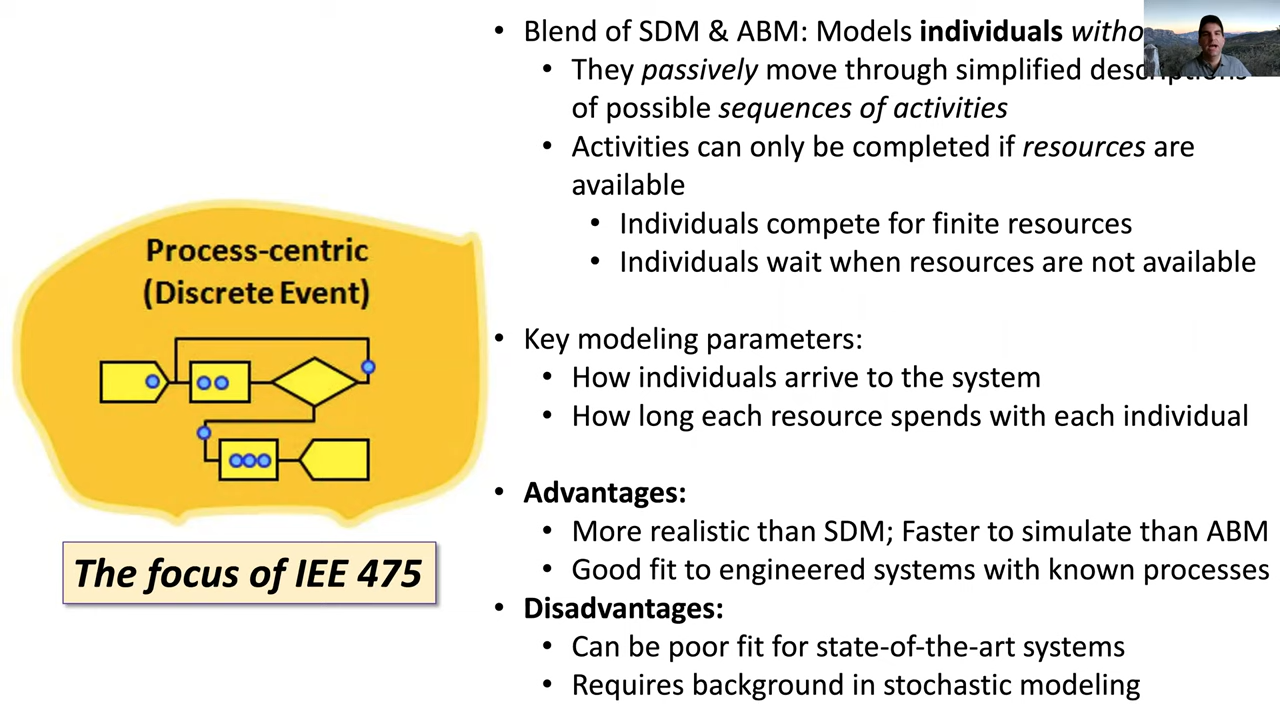 • Blend of SDM & ABM: Models individuals
• They passively move through simplified
of possible sequences of activities
• Activities can only be completed if resources are
available
• Individuals compete for finite resources
• Individuals wait when resources are not available
• Key modeling parameters:
• How individuals arrive to the system
• How long each resource spends with each individual
• Advantages:
• More realistic than SDM; Faster to simulate than ABM
• Good fit to engineered systems with known processes
• Disadvantages:
• Can be poor fit for state-of-the-art systems
• Requires background in stochastic modeling
Process-centric
(Discrete Event)
The focus of IEE 475